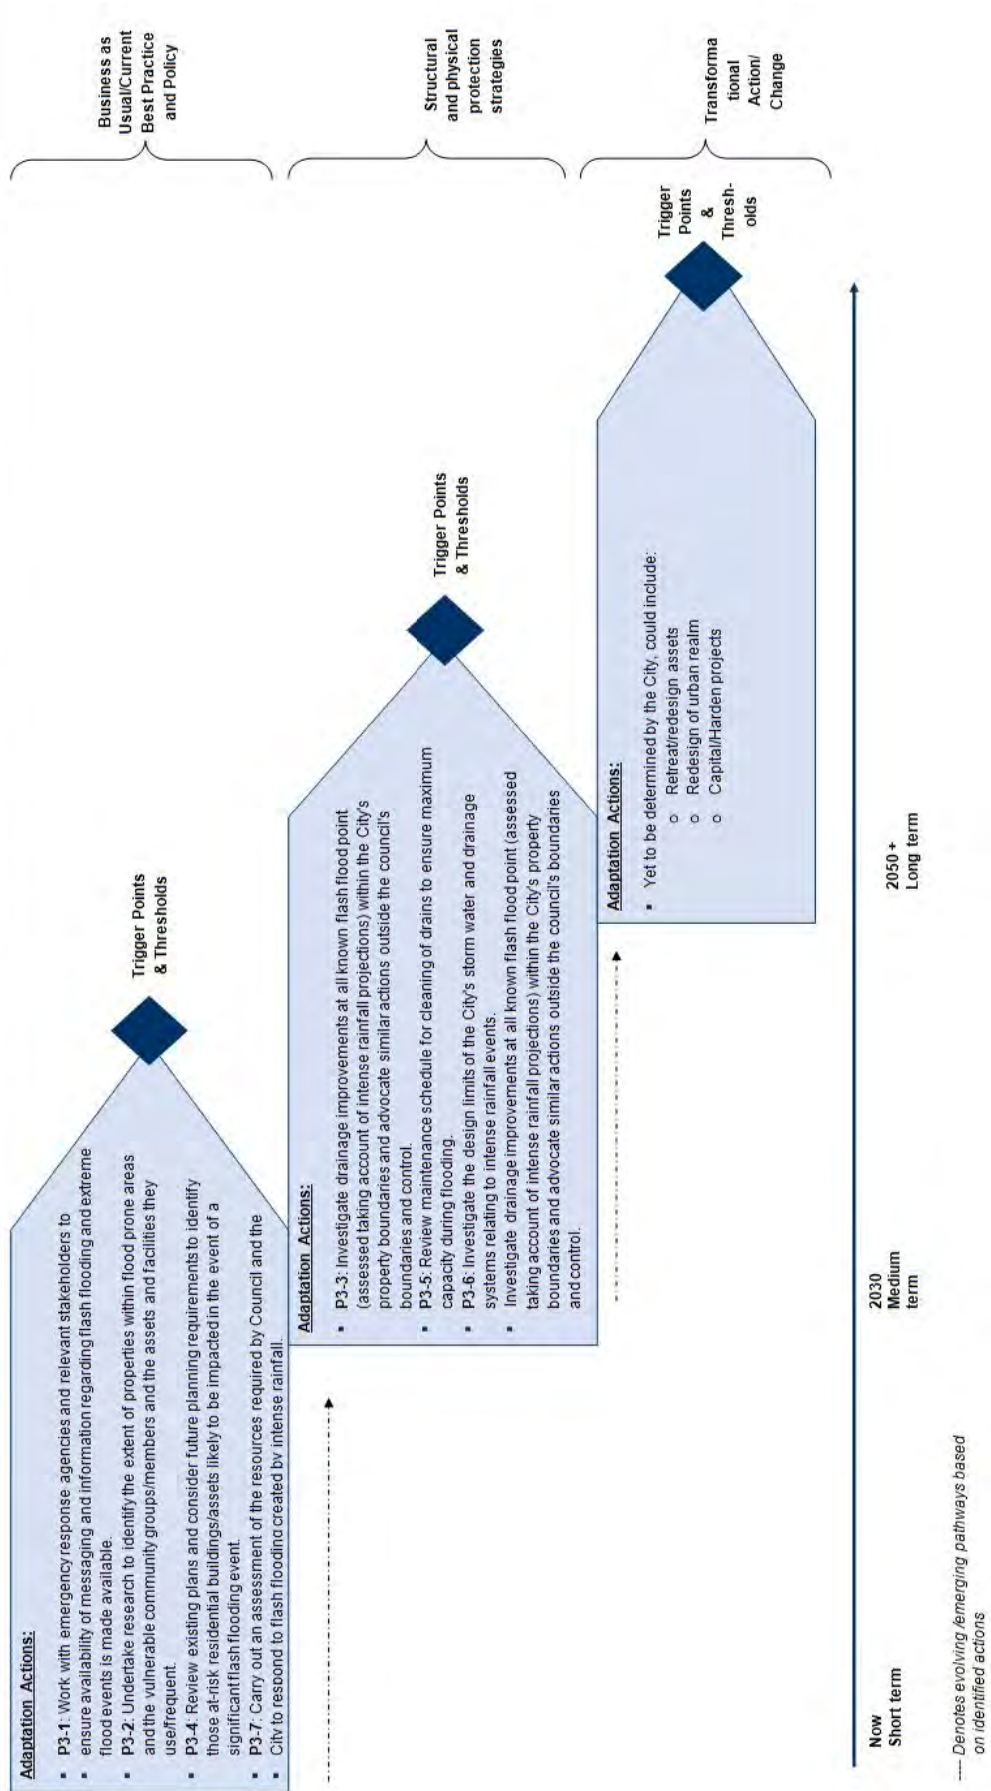 Business as
Usual/Current
Best Practice
and Policy
Adaptation Actions:
▪ P3-1: Work with emergency response agencies and relevant stakeholders to
▪ ensure availability of messaging and information regarding flash flooding and extreme
flood events is made available.
▪ P3-2: Undertake research to identify the extent of properties within flood prone areas
and the vulnerable community groups/members and the assets and facilities they
use/frequent.
▪ P3-4: Review existing plans and consider future planning requirements to identify
those at-risk residential buildings/assets likely to be impacted in the event of a
significant flash flooding event.
▪ P3-7: Carry out an assessment of the resources required by Council and the
▪ City to respond to flash flooding created by intense rainfall.
Trigger Points
& Thresholds
Structural
and physical
protection
strategies
Adaptation Actions:
▪ P3-3: Investigate drainage improvements at all known flash flood point
(assessed taking account of intense rainfall projections) within the City's
property boundaries and advocate similar actions outside the council's
boundaries and control.
▪ P3-5: Review maintenance schedule for cleaning of drains to ensure maximum
capacity during flooding.
▪ P3-6: Investigate the design limits of the City's storm water and drainage
systems relating to intense rainfall events.
▪ Investigate drainage improvements at all known flash flood point (assessed
taking account of intense rainfall projections) within the City's property
boundaries and advocate similar actions outside the council's boundaries
and control.
Trigger Points
& Thresholds
Transforma
tional
Action/
Change
Adaptation Actions:
▪ Yet to be determined by the City, could include:
o Retreat/redesign assets
o Redesign of urban realm
o Capital/Harden projects
Trigger
Points
&
Thresh-
olds
Now
Short term
2030
Medium
term
2050 +
Long term
---- Denotes evolving /emerging pathways based
on identified actions